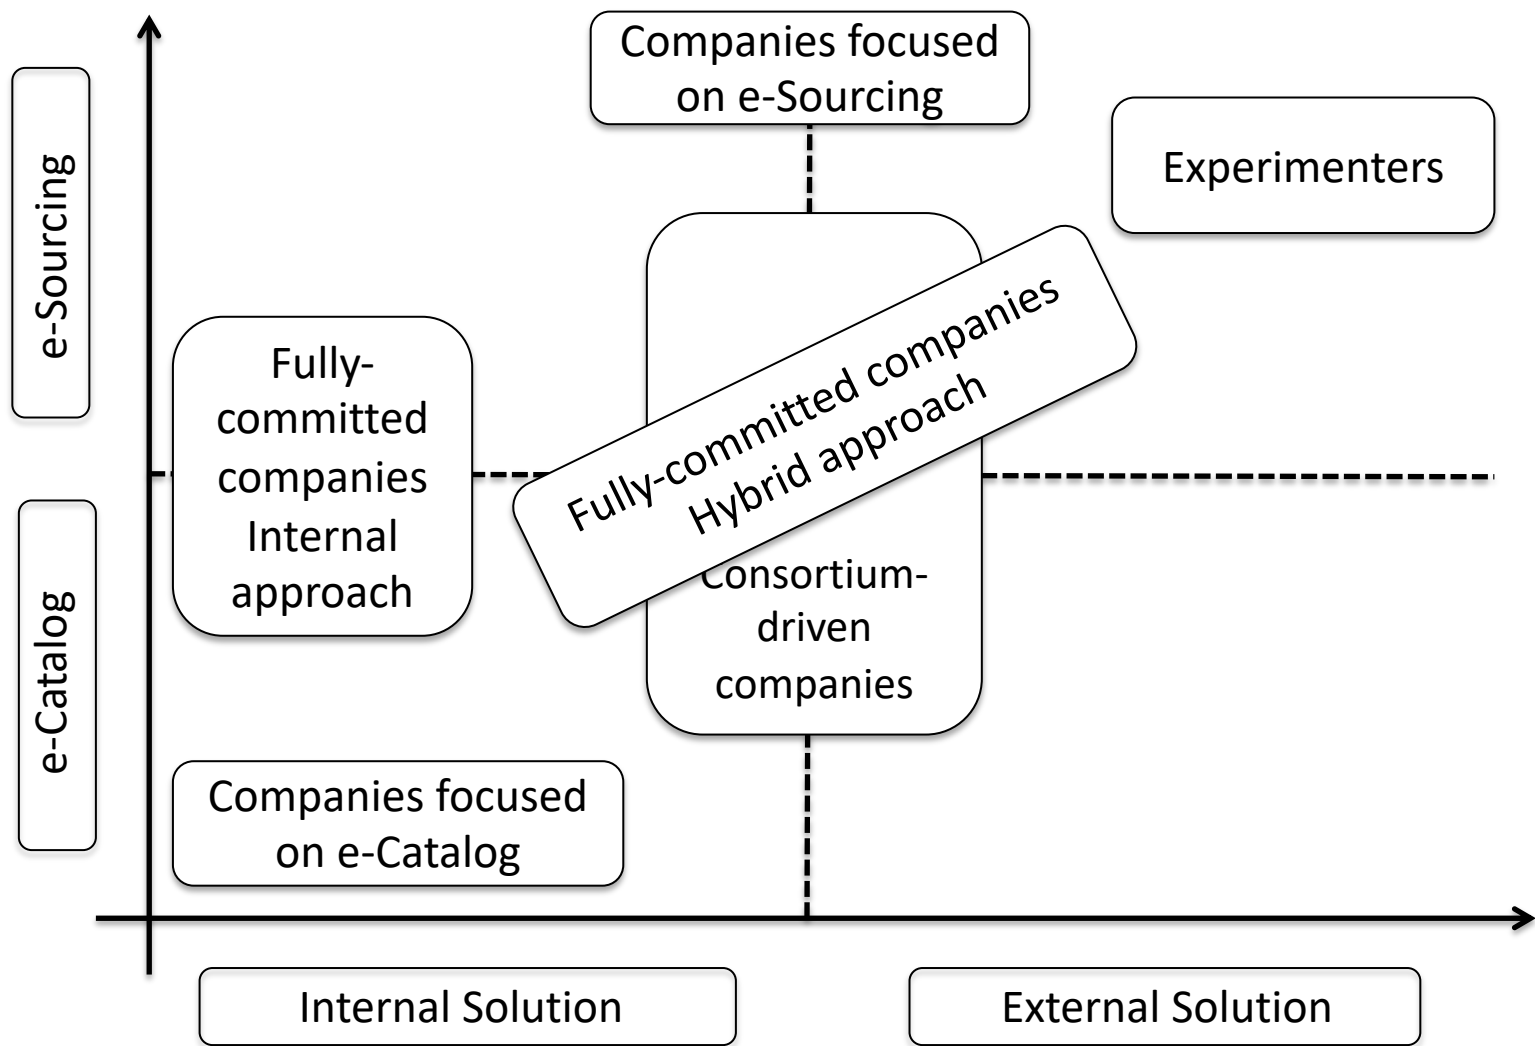 Companies focused
on e-Sourcing
Experimenters
e-Sourcing
Fully-
committed
companies
Internal
approach
Fully-committed companies
Hybrid approach
Consortium-
driven
companies
e-Catalog
Companies focused
on e-Catalog
Internal Solution
External Solution